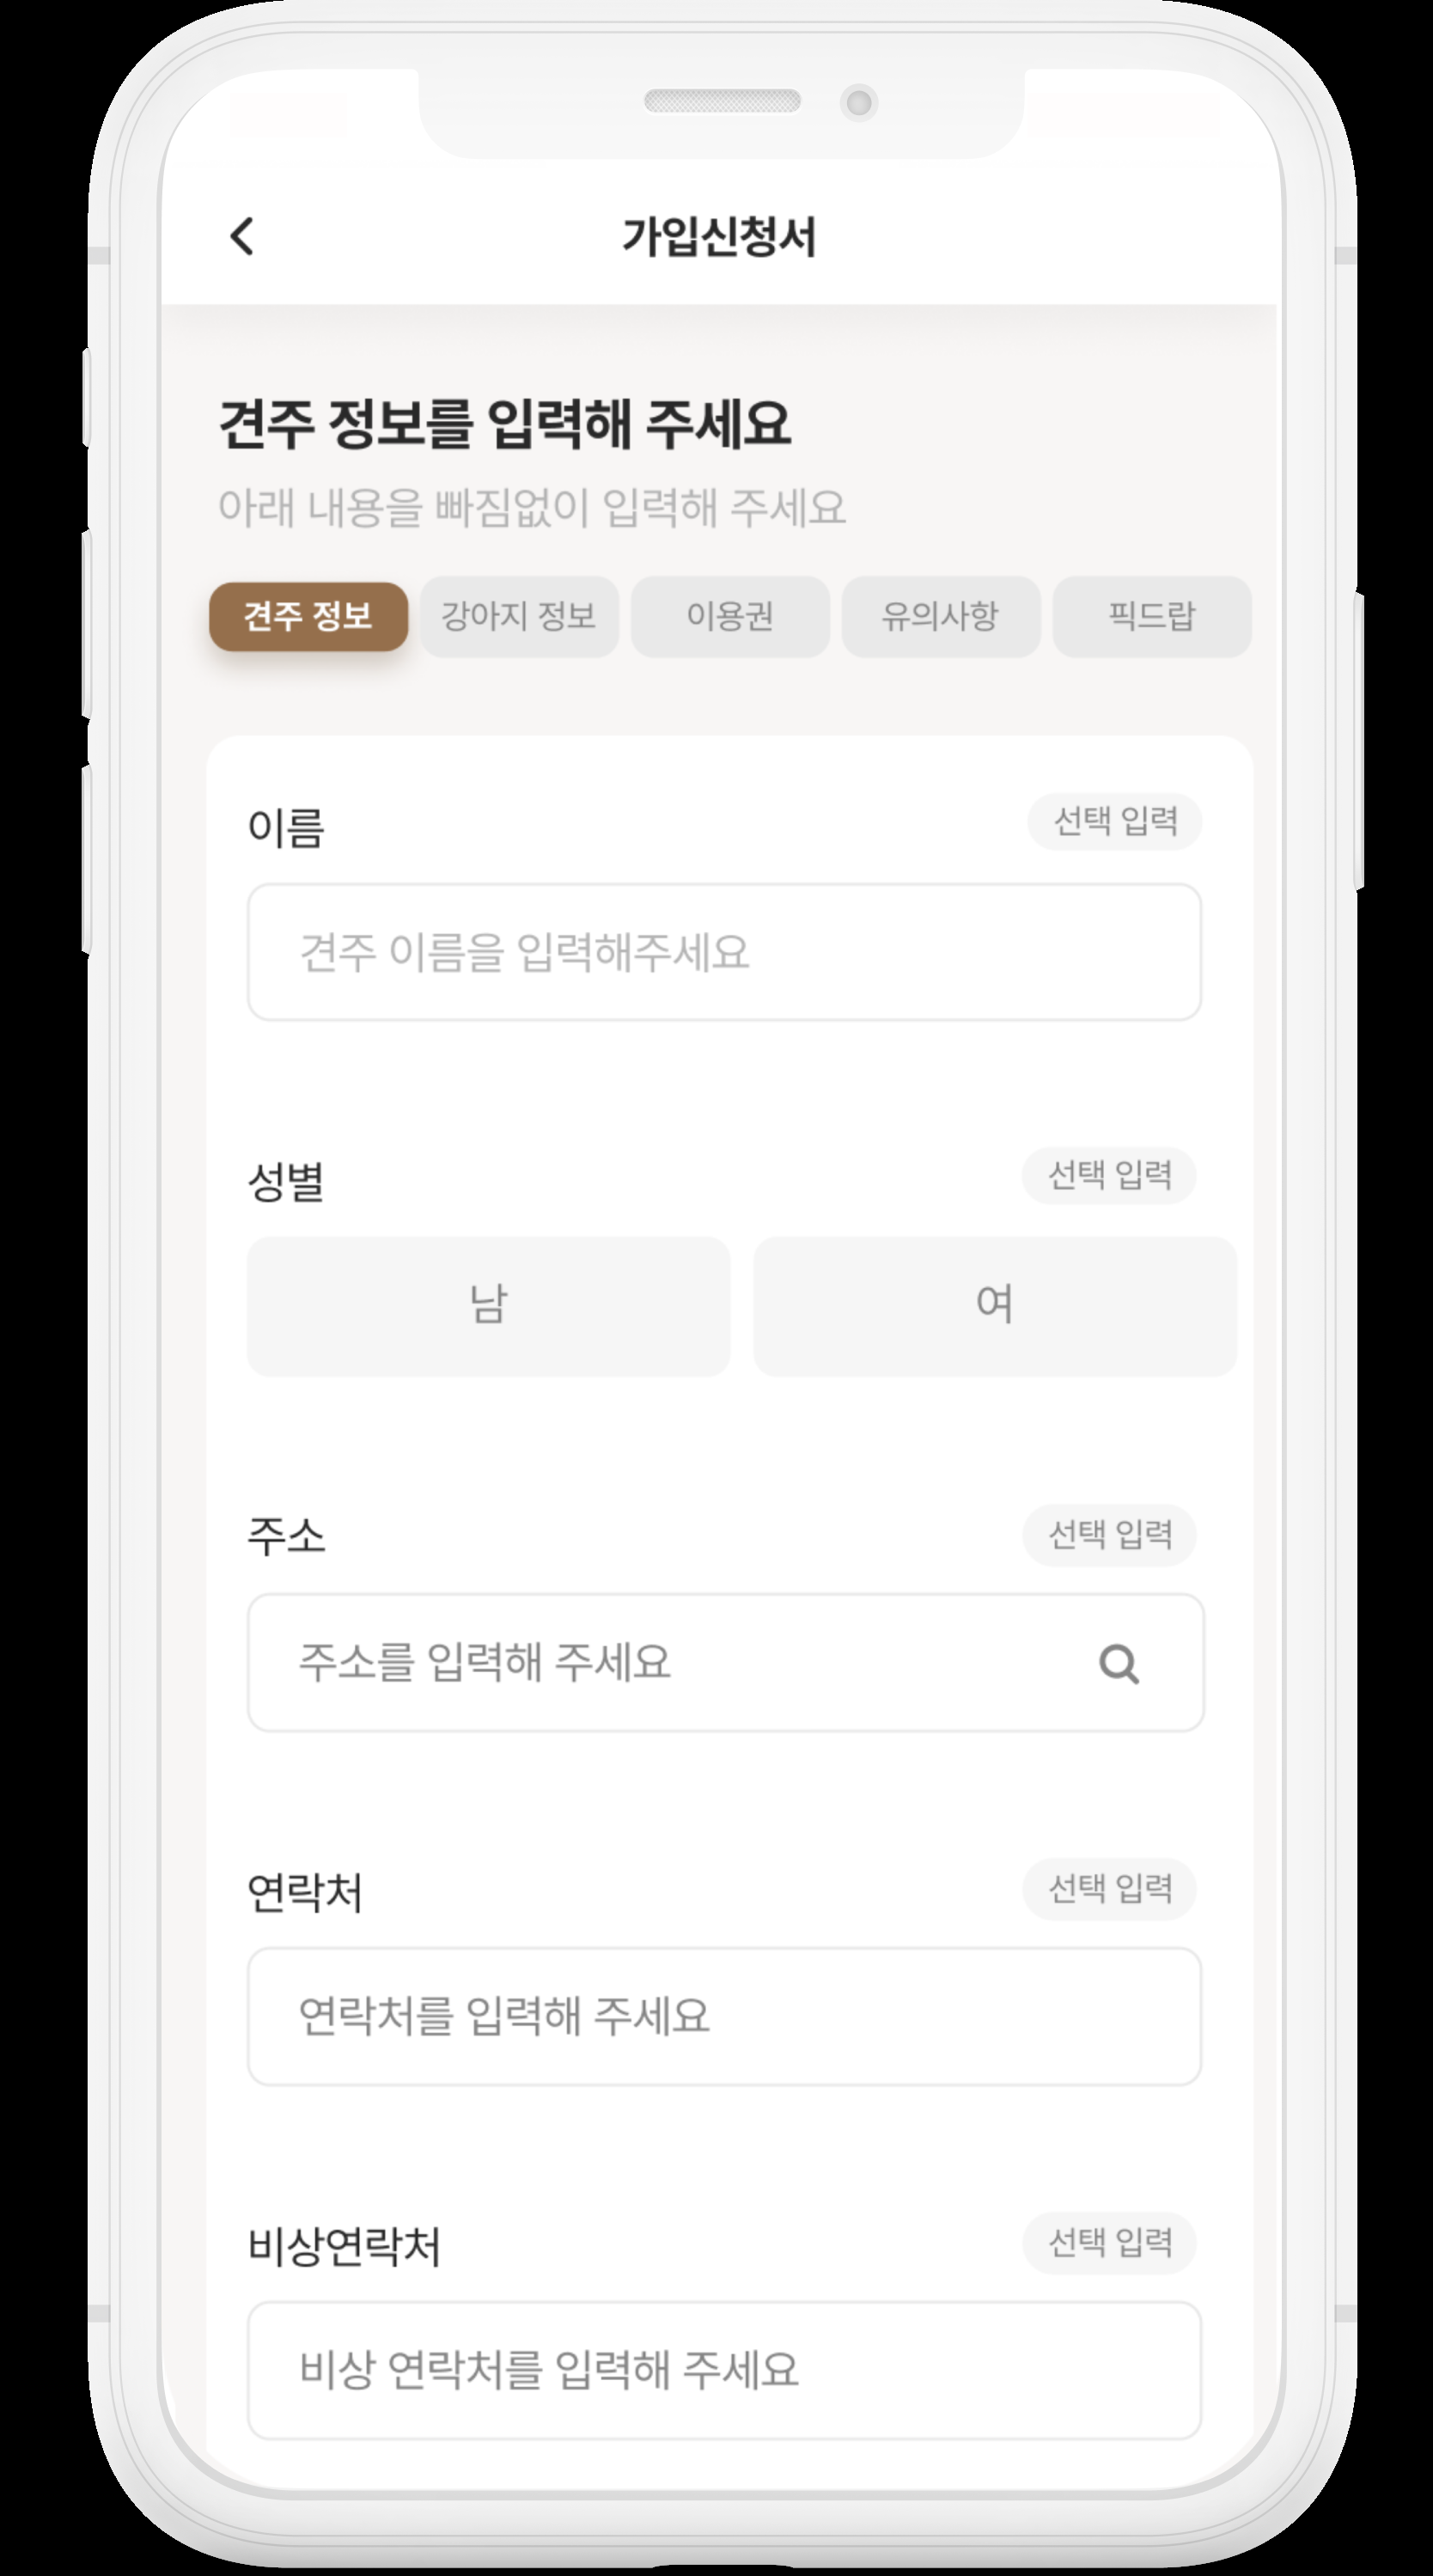 가입신청서
견주 정보를 입력해 주세요
아래 내용을 빠짐없이 입력해 주세요
견주 정보 강아지 정보 이용권 유의사항 픽드랍
이름 선택 입력
견주 이름을 입력해주세요
성별 선택 입력
남 여
주소 선택 입력
주소를 입력해 주세요
연락처 선택 입력
연락처를 입력해 주세요
비상연락처 선택 입력
비상 연락처를 입력해 주세요